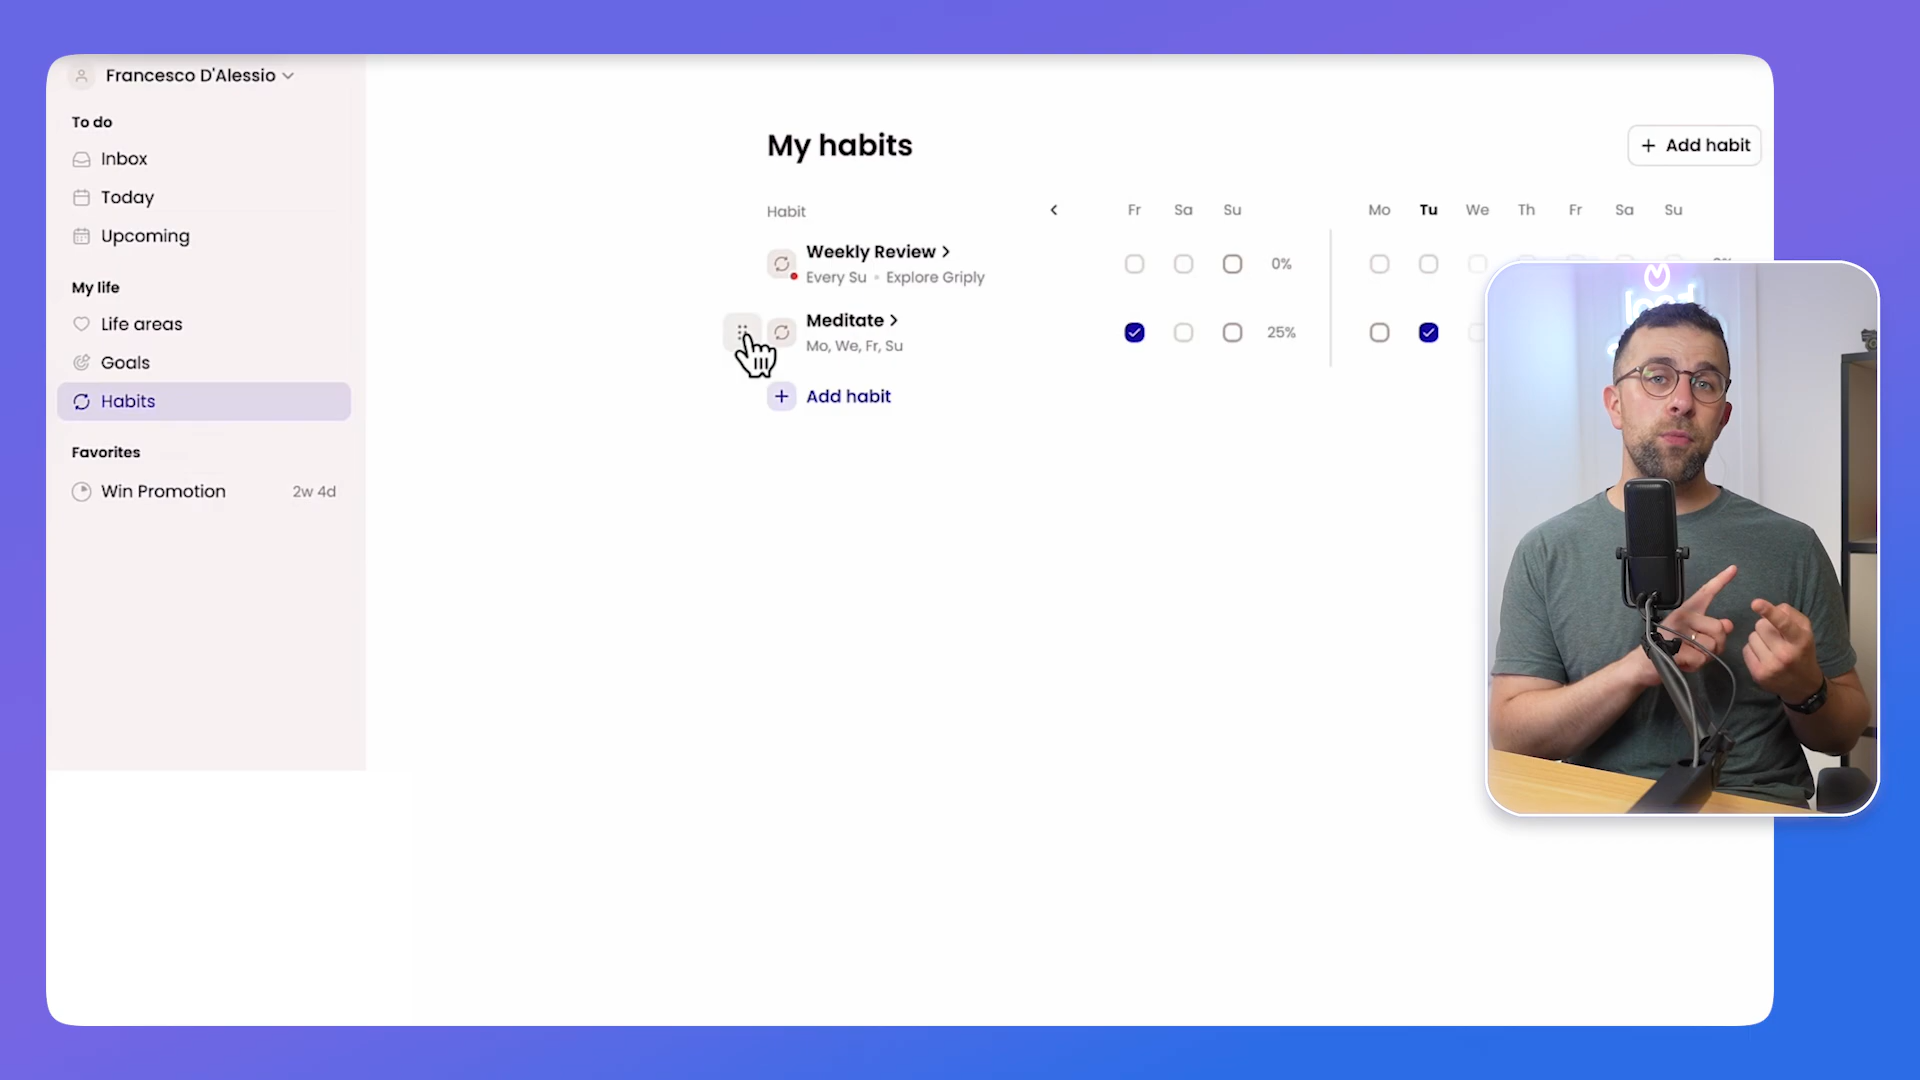 Francesco D'Alessio
To do
Inbox
Today
Upcoming
My life
Life areas
Goals
Habits
Favorites
Win Promotion 2w 4d
My habits
+ Add habit
Habit < Fr Sa Su Mo Tu We Th Fr Sa Su
Weekly Review >
Every Su • Explore Griply
0%
Meditate >
Mo, We, Fr, Su
25%
+ Add habit